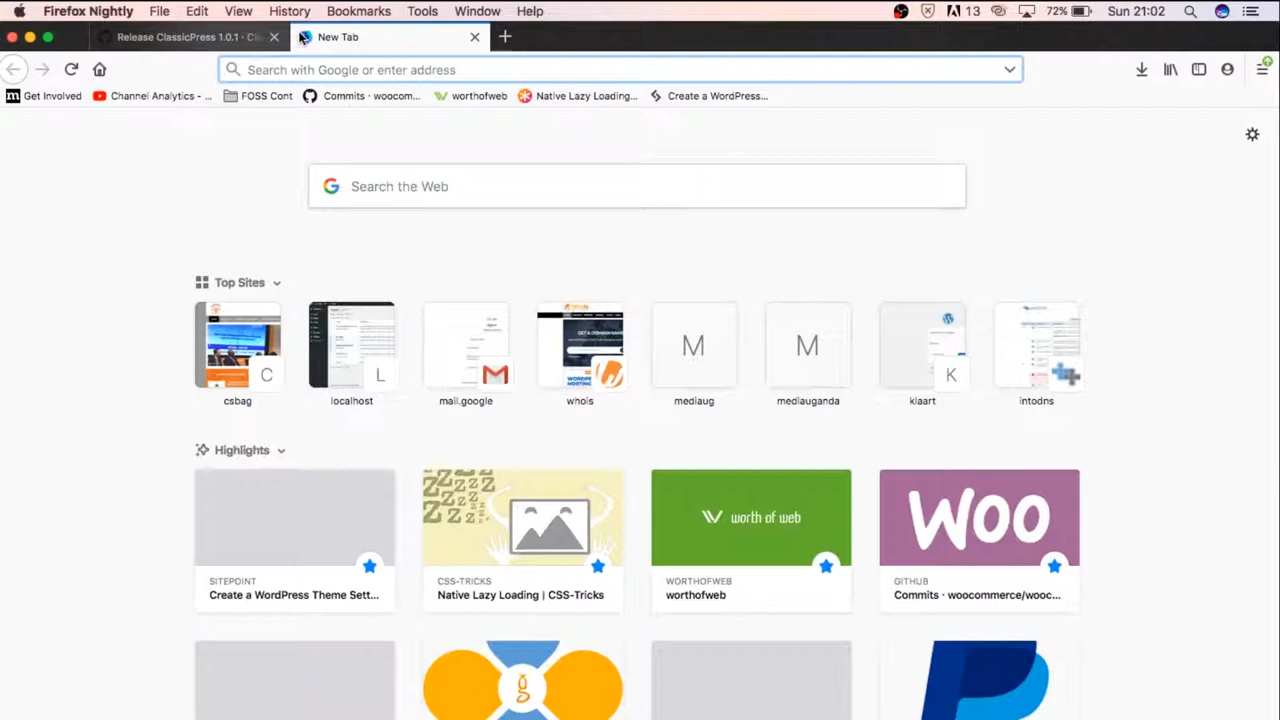 Firefox Nightly File Edit View History Bookmarks Tools Window Help 13 72% Sun 21:02
Release ClassicPress 1.0.1 · Cl New Tab
Search with Google or enter address
m Get Involved Channel Analytics - ... FOSS Cont Commits · woocom... worthofweb Native Lazy Loading... Create a WordPress...
Search the Web
Top Sites
C L M M K
csbag localhost mail.google whois mediaug mediauganda klaart intodns
Highlights
worth of web WOO
SITEPOINT CSS-TRICKS WORTHOFWEB GITHUB
Create a WordPress Theme Sett... Native Lazy Loading | CSS-Tricks worthofweb Commits · woocommerce/wooc...
g